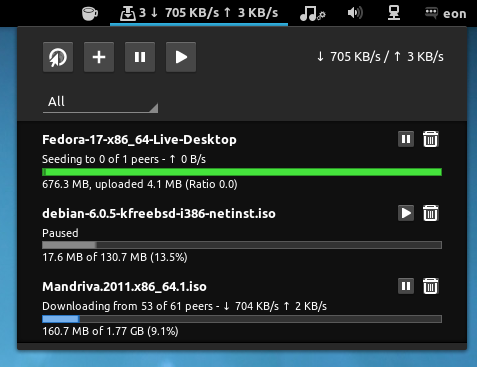 3 ↓ 705 KB/s / ↑ 3 KB/s
eon
↓ 705 KB/s / ↑ 3 KB/s
All
Fedora-17-x86_64-Live-Desktop
Seeding to 0 of 1 peers - ↑ 0 B/s
676.3 MB, uploaded 4.1 MB (Ratio 0.0)
debian-6.0.5-kfreebsd-i386-netinst.iso
Paused
17.6 MB of 130.7 MB (13.5%)
Mandriva.2011.x86_64.1.iso
Downloading from 53 of 61 peers - ↓ 704 KB/s ↑ 2 KB/s
160.7 MB of 1.77 GB (9.1%)